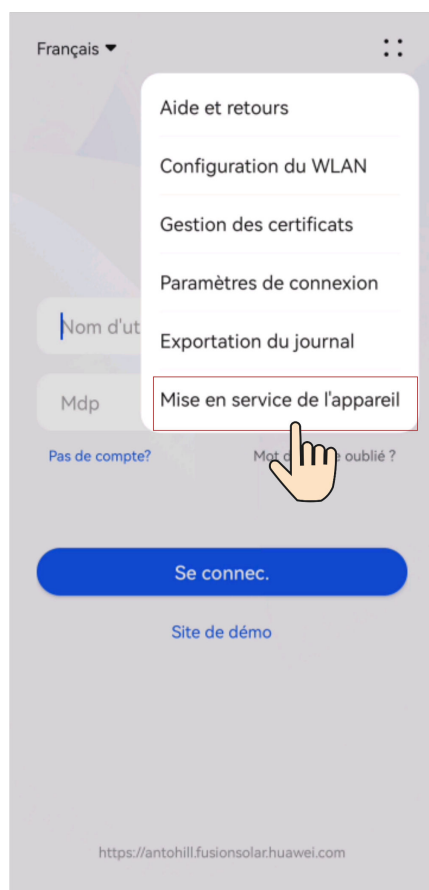 Français
Aide et retours
Configuration du WLAN
Gestion des certificats
Paramètres de connexion
Nom d'ut
Exportation du journal
Mdp
Mise en service de l'appareil
Pas de compte?
Mot d e oublié ?
Se connec.
Site de démo
https://antohill.fusionsolar.huawei.com